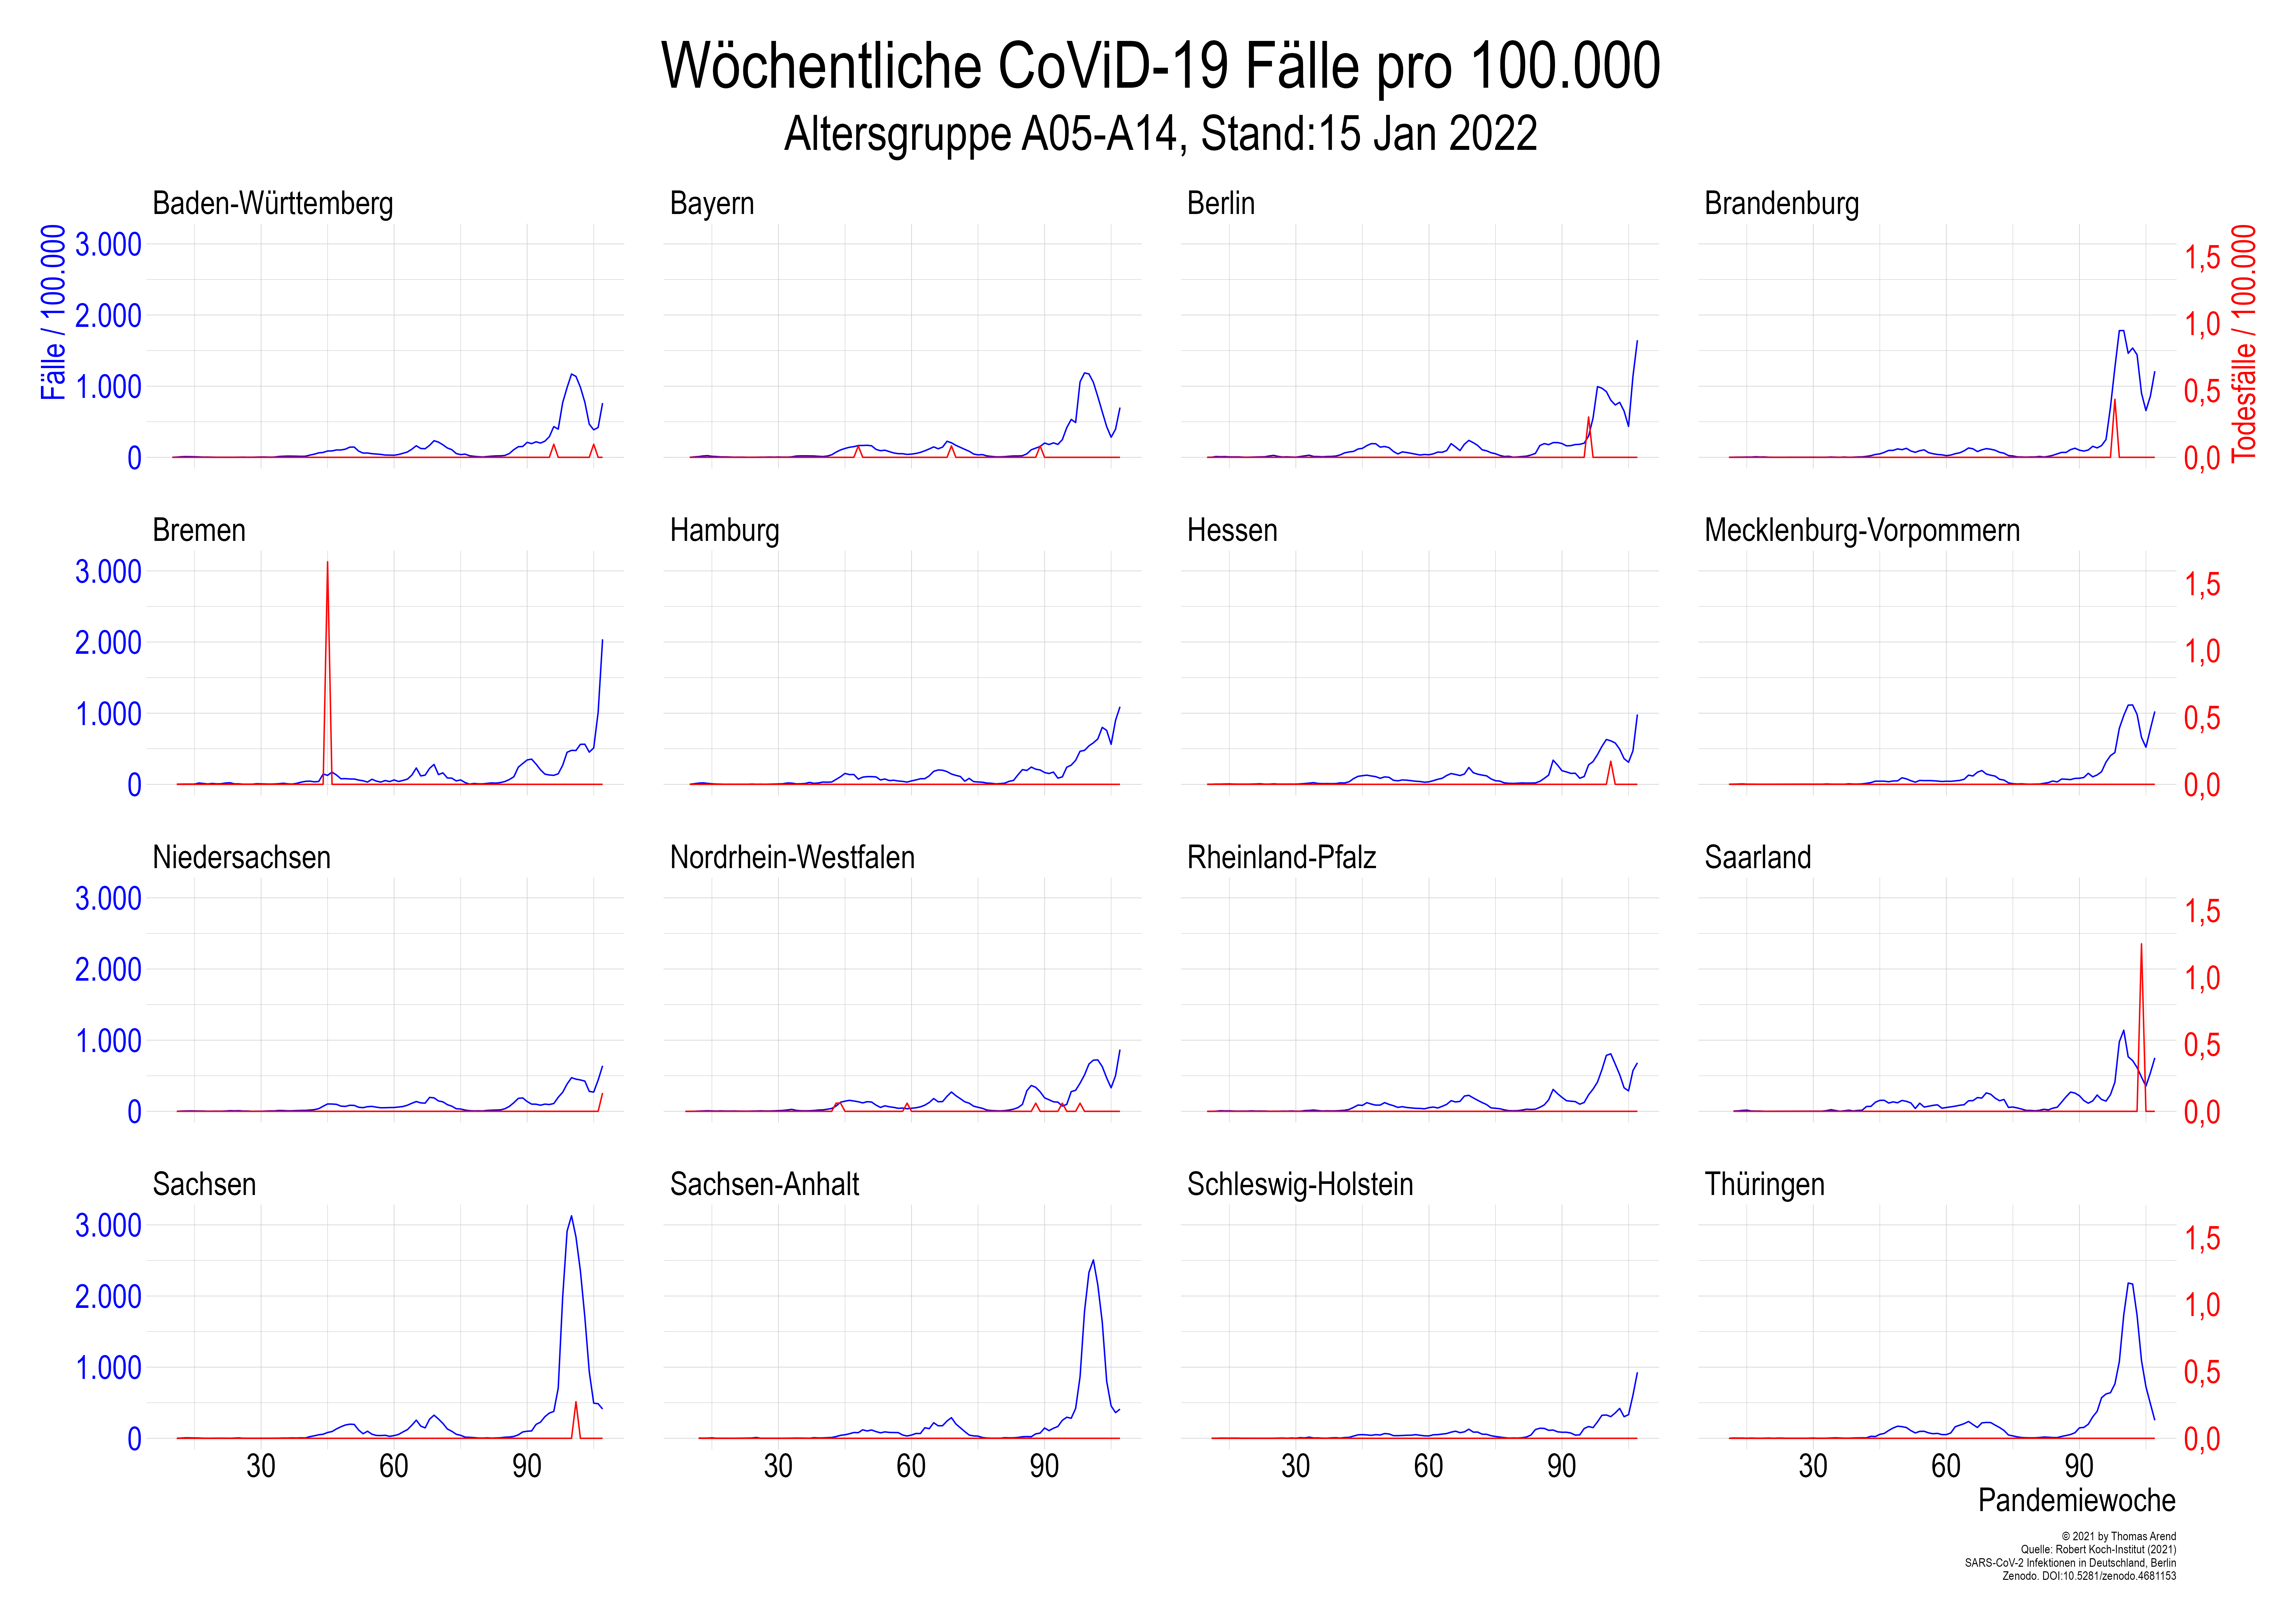 Wöchentliche CoViD-19 Fälle pro 100.000
Altersgruppe A05-A14, Stand:15 Jan 2022
Baden-Württemberg
Bayern
Berlin
Brandenburg
Fälle / 100.000
3.000
2.000
1.000
0
1,5
1,0
0,5
0,0
Todesfälle / 100.000
Bremen
Hamburg
Hessen
Mecklenburg-Vorpommern
3.000
2.000
1.000
0
1,5
1,0
0,5
0,0
Niedersachsen
Nordrhein-Westfalen
Rheinland-Pfalz
Saarland
3.000
2.000
1.000
0
1,5
1,0
0,5
0,0
Sachsen
Sachsen-Anhalt
Schleswig-Holstein
Thüringen
3.000
2.000
1.000
0
1,5
1,0
0,5
0,0
30 60 90
30 60 90
30 60 90
30 60 90
Pandemiewoche
© 2021 by Thomas Arend
Quelle: Robert Koch-Institut (2021)
SARS-CoV-2 Infektionen in Deutschland, Berlin
Zenodo. DOI:10.5281/zenodo.4681153